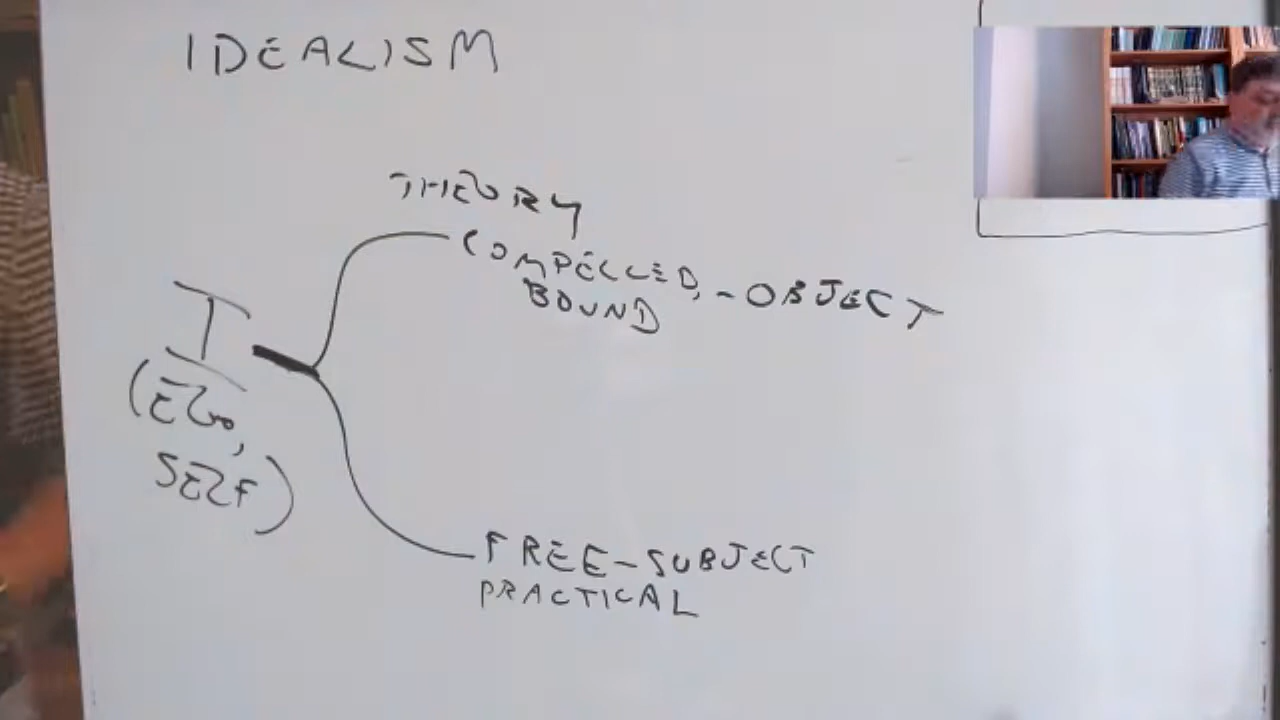 IDEALISM
THEORY
COMPELLED, - OBJECT
BOUND
I
(EGO,
SELF)
FREE - SUBJECT
PRACTICAL